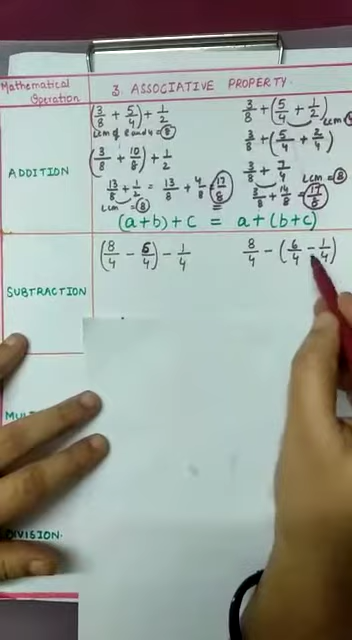 Mathematical Operation
3. ASSOCIATIVE PROPERTY
ADDITION
(3/8 + 5/4) + 1/2
LCM of 8 and 4 = 8
(3/8 + 10/8) + 1/2
13/8 + 1/2 = 13/8 + 4/8 = 17/8
LCM = 8
3/8 + (5/4 + 1/2)
LCM
3/8 + (5/4 + 2/4)
3/8 + 7/4
LCM = 8
3/8 + 14/8 = 17/8
(a+b) + c = a + (b+c)
SUBTRACTION
(8/4 − 6/4) − 1/4
8/4 − (6/4 − 1/4)
DIVISION.